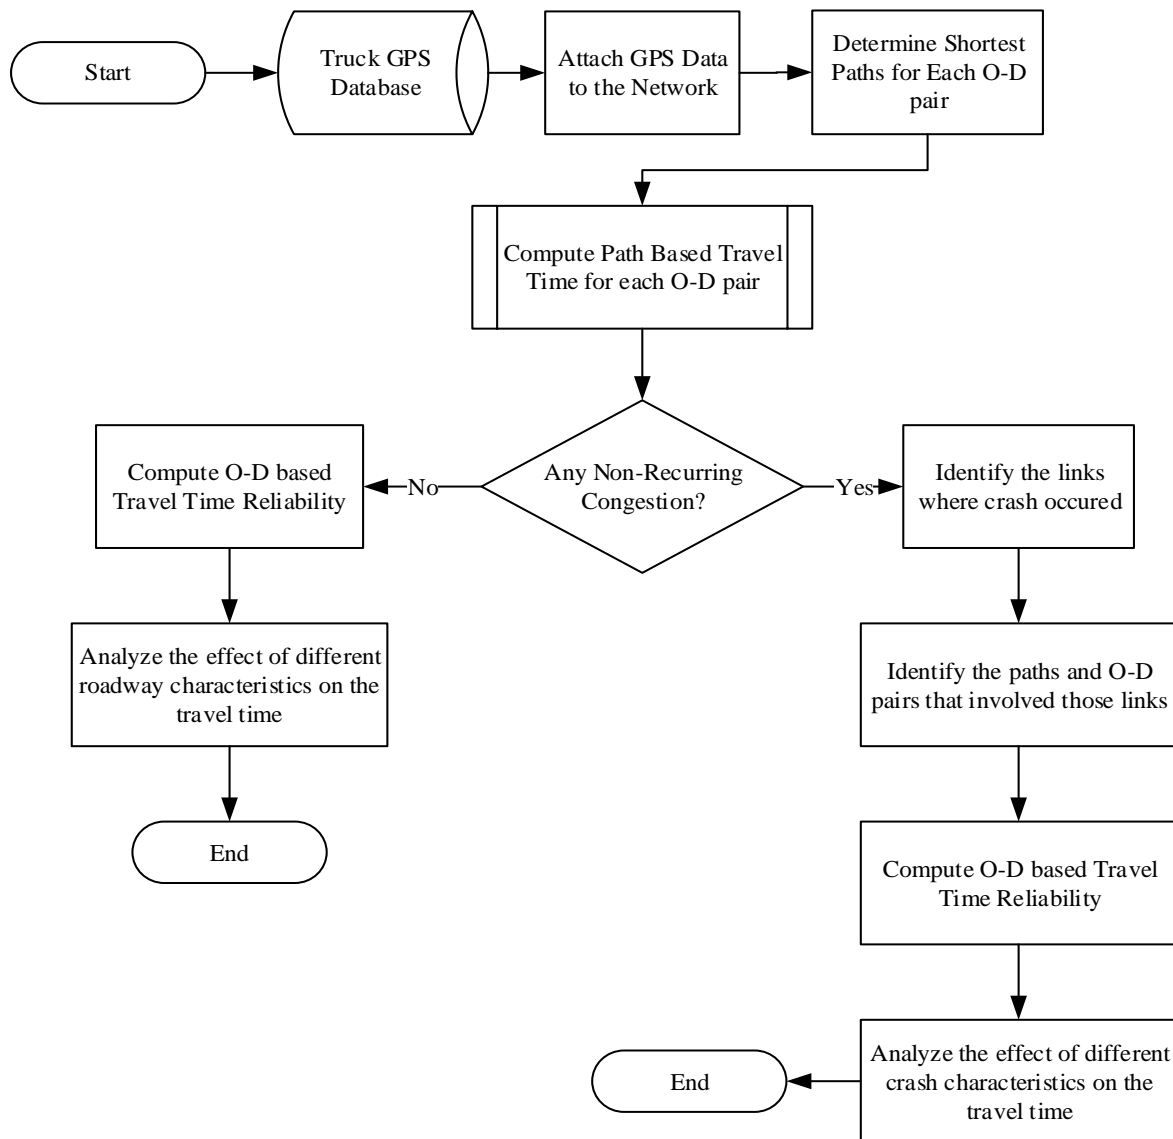 Start
Truck GPS
Database
Attach GPS Data
to the Network
Determine Shortest
Paths for Each O-D
pair
Compute Path Based Travel
Time for each O-D pair
Any Non-Recurring
Congestion?
No
Yes
Compute O-D based
Travel Time Reliability
Analyze the effect of different
roadway characteristics on the
travel time
End
Identify the links
where crash occured
Identify the paths and O-D
pairs that involved those links
Compute O-D based Travel
Time Reliability
Analyze the effect of different
crash characteristics on the
travel time
End